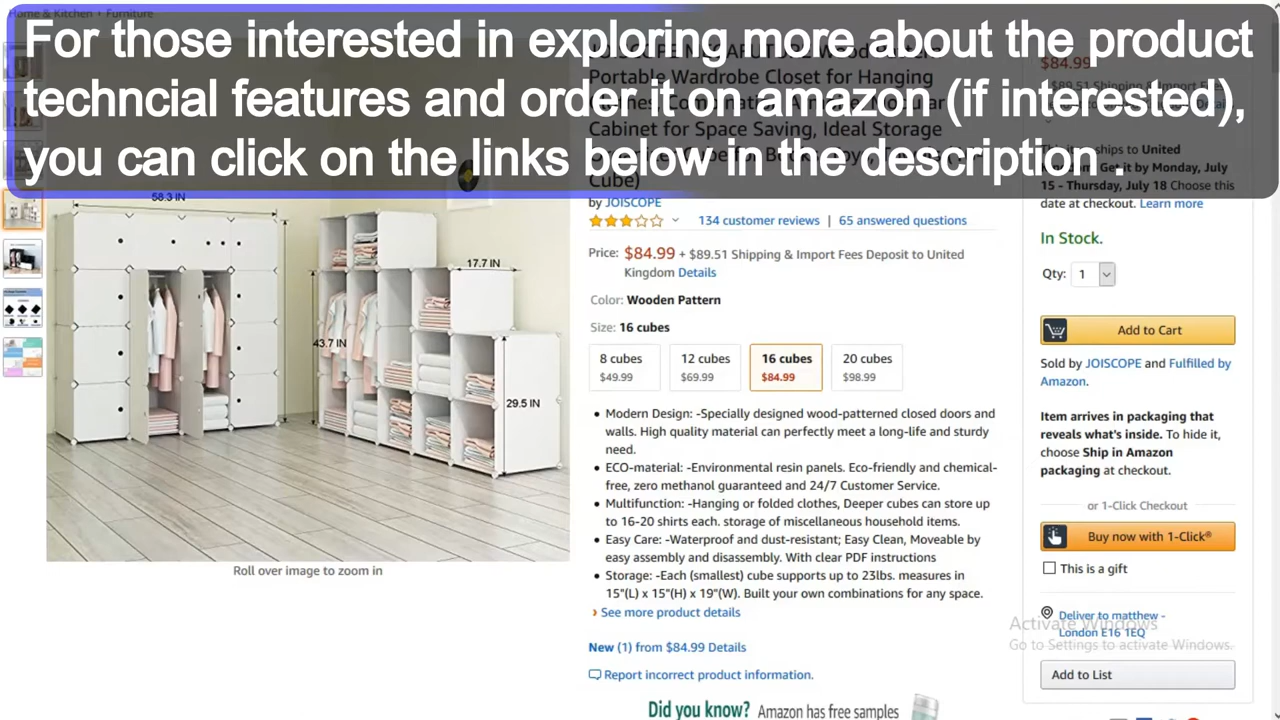 Home & Kitchen › Furniture
For those interested in exploring more about the product
techncial features and order it on amazon (if interested),
you can click on the links below in the description .
Portable Wardrobe Closet for Hanging
Cabinet for Space Saving, Ideal Storage
Cube)
by JOISCOPE
134 customer reviews | 65 answered questions
Price: $84.99 + $89.51 Shipping & Import Fees Deposit to United
Kingdom Details
Color: Wooden Pattern
Size: 16 cubes
8 cubes 12 cubes 16 cubes 20 cubes
$49.99 $69.99 $84.99 $98.99
Modern Design: -Specially designed wood-patterned closed doors and
walls. High quality material can perfectly meet a long-life and sturdy
need.
ECO-material: -Environmental resin panels. Eco-friendly and chemical-
free, zero methanol guaranteed and 24/7 Customer Service.
Multifunction: -Hanging or folded clothes, Deeper cubes can store up
to 16-20 shirts each. storage of miscellaneous household items.
Easy Care: -Waterproof and dust-resistant; Easy Clean, Moveable by
easy assembly and disassembly. With clear PDF instructions
Storage: -Each (smallest) cube supports up to 23lbs. measures in
15"(L) x 15"(H) x 19"(W). Built your own combinations for any space.
› See more product details
New (1) from $84.99 Details
Report incorrect product information.
Did you know? Amazon has free samples
58.3 IN
17.7 IN
43.7 IN
29.5 IN
Roll over image to zoom in
$84.99
ships to United
Get it by Monday, July
15 - Thursday, July 18 Choose this
date at checkout. Learn more
In Stock.
Qty: 1
Add to Cart
Sold by JOISCOPE and Fulfilled by
Amazon.
Item arrives in packaging that
reveals what's inside. To hide it,
choose Ship in Amazon
packaging at checkout.
or 1-Click Checkout
Buy now with 1-Click®
This is a gift
Deliver to matthew -
London E16 1EQ
Activate Windows
Go to Settings to activate Windows.
Add to List